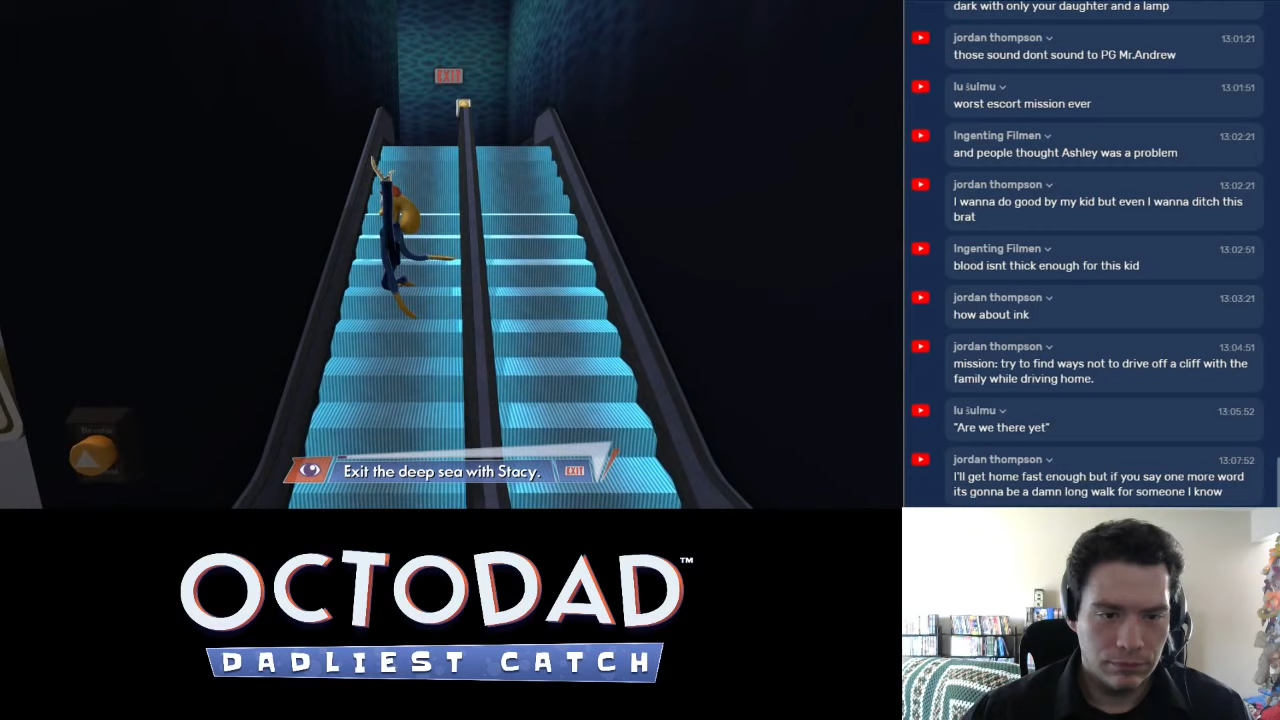 EXIT
Exit the deep sea with Stacy.
EXIT
OCTODAD™
DADLIEST CATCH
dark with only your daughter and a lamp
jordan thompson
13:01:21
those sound dont sound to PG Mr.Andrew
lu šulmu
13:01:51
worst escort mission ever
Ingenting Filmen
13:02:21
and people thought Ashley was a problem
jordan thompson
13:02:21
I wanna do good by my kid but even I wanna ditch this
brat
Ingenting Filmen
13:02:51
blood isnt thick enough for this kid
jordan thompson
13:03:21
how about ink
jordan thompson
13:04:51
mission: try to find ways not to drive off a cliff with the
family while driving home.
lu šulmu
13:05:52
"Are we there yet"
jordan thompson
13:07:52
I'll get home fast enough but if you say one more word
its gonna be a damn long walk for someone I know